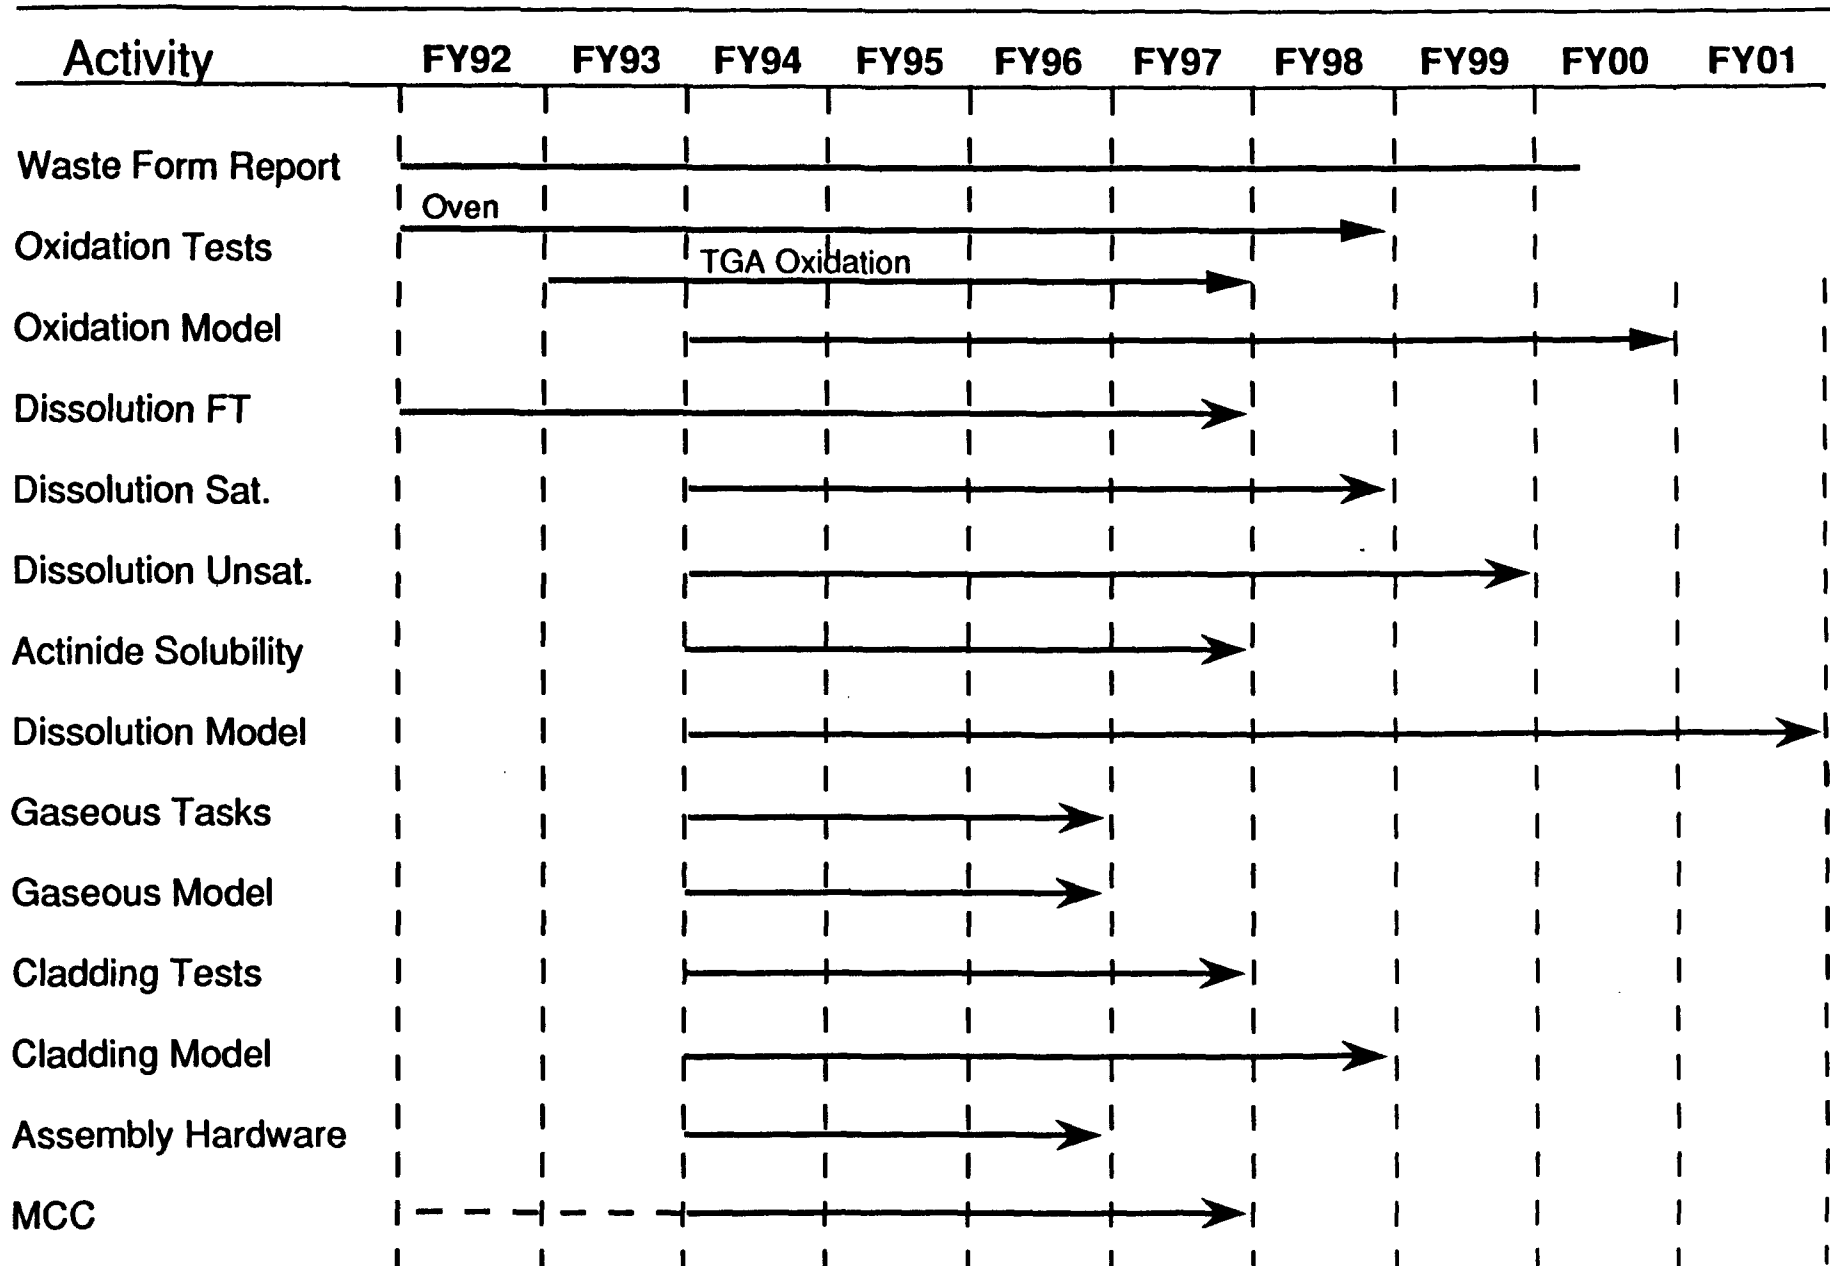 Activity FY92 FY93 FY94 FY95 FY96 FY97 FY98 FY99 FY00 FY01
Waste Form Report
Oven
Oxidation Tests
TGA Oxidation
Oxidation Model
Dissolution FT
Dissolution Sat.
Dissolution Unsat.
Actinide Solubility
Dissolution Model
Gaseous Tasks
Gaseous Model
Cladding Tests
Cladding Model
Assembly Hardware
MCC